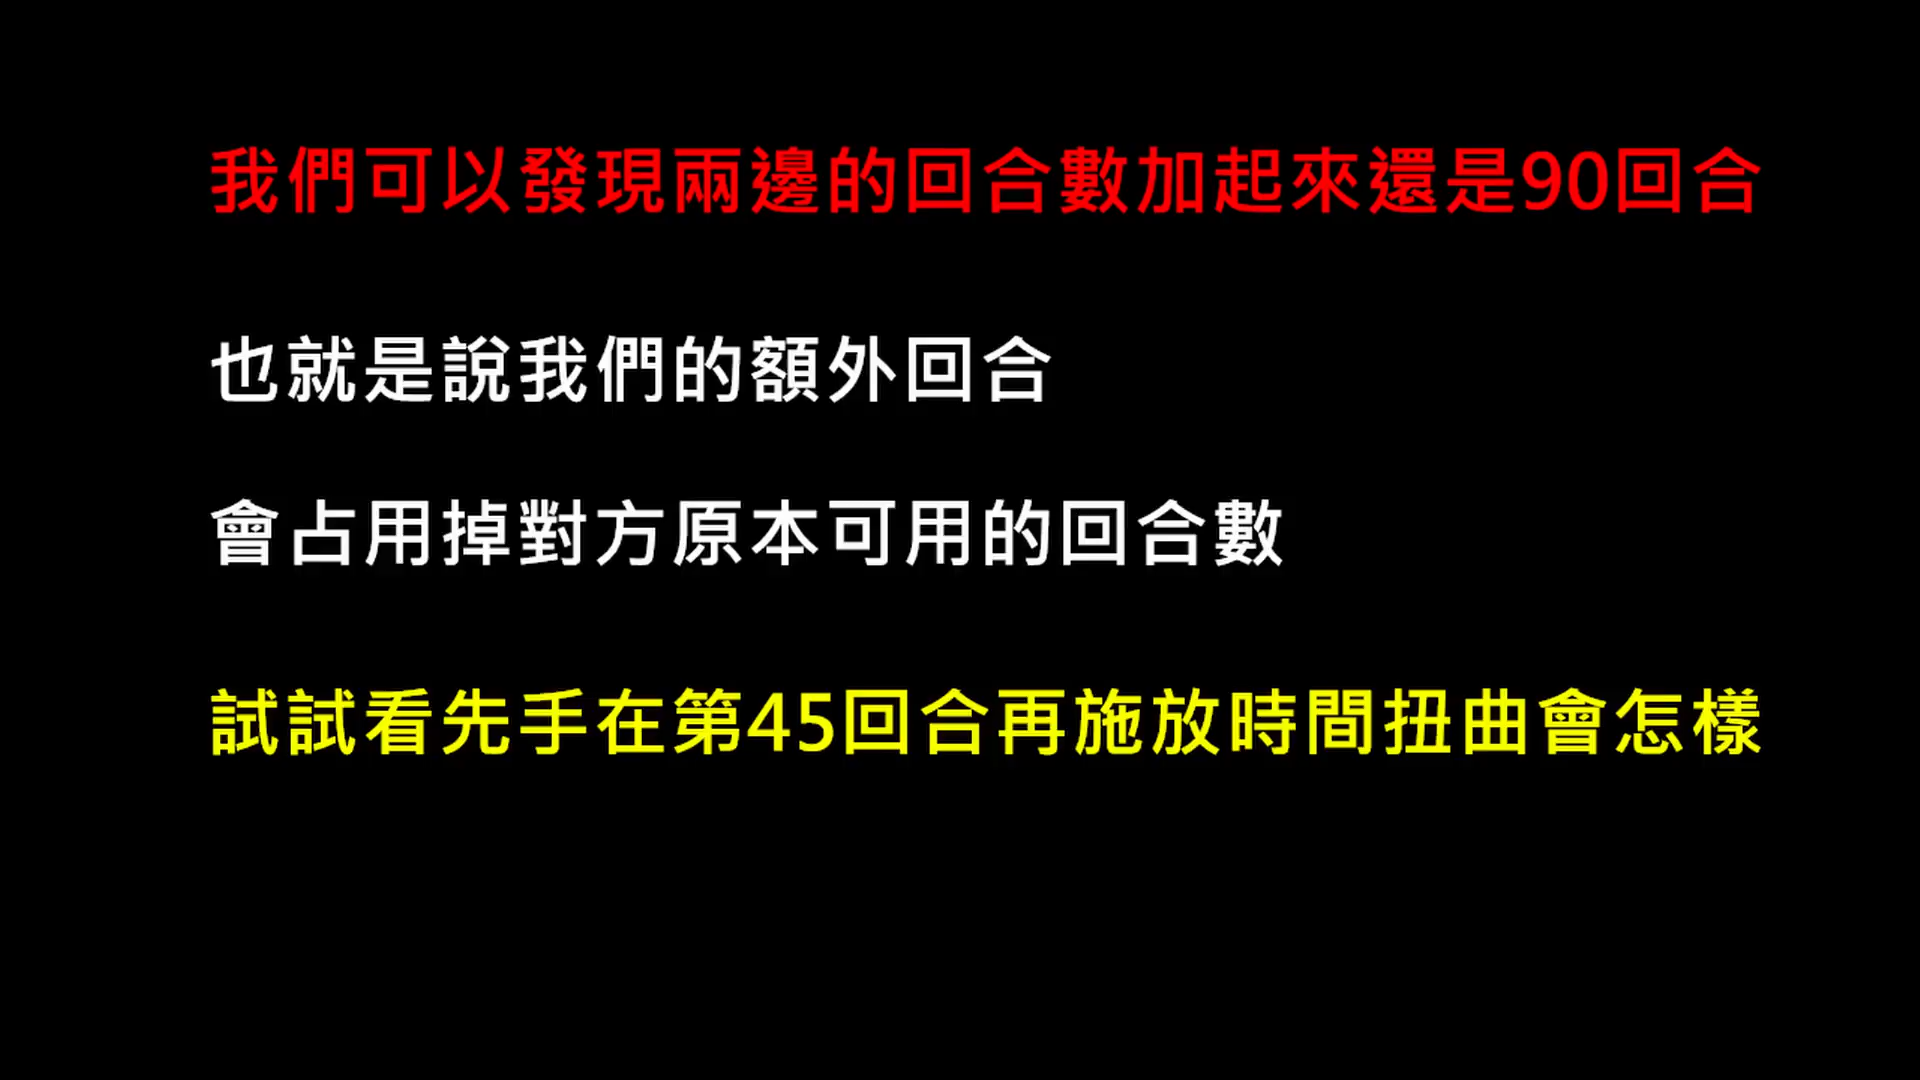 我們可以發現兩邊的回合數加起來還是90回合
也就是說我們的額外回合
會占用掉對方原本可用的回合數
試試看先手在第45回合再施放時間扭曲會怎樣